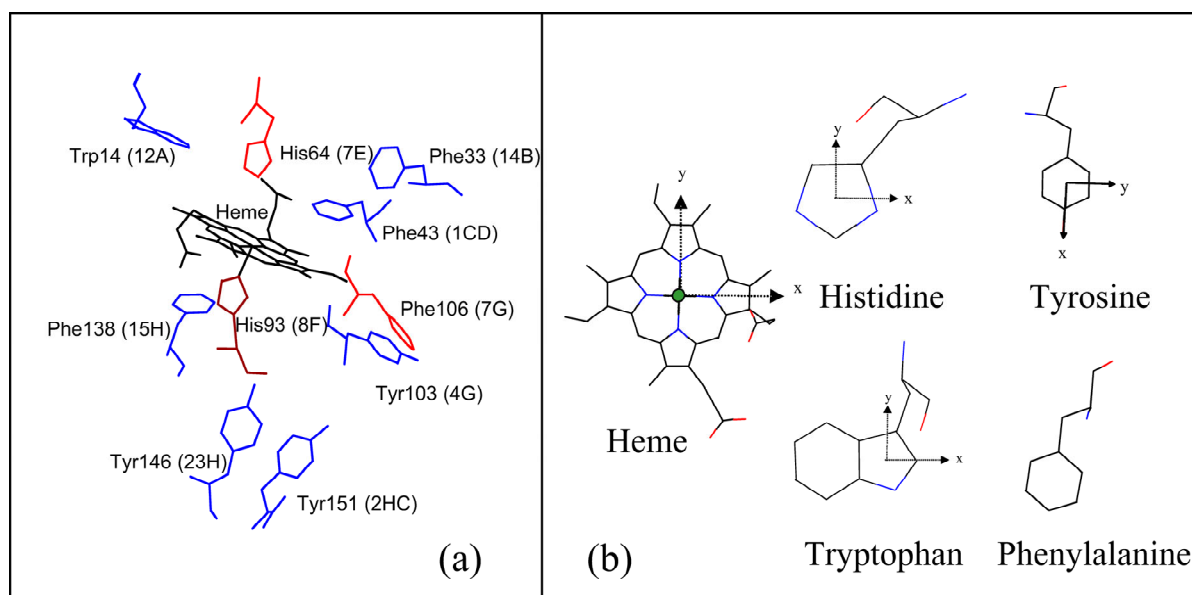 Trp14 (12A)
His64 (7E)
Phe33 (14B)
Heme
Phe43 (1CD)
Phe138 (15H)
His93 (8F)
Phe106 (7G)
Tyr103 (4G)
Tyr146 (23H)
Tyr151 (2HC)
(a)
y
x
Heme
y
x
Histidine
y
x
Tyrosine
y
x
Tryptophan
Phenylalanine
(b)